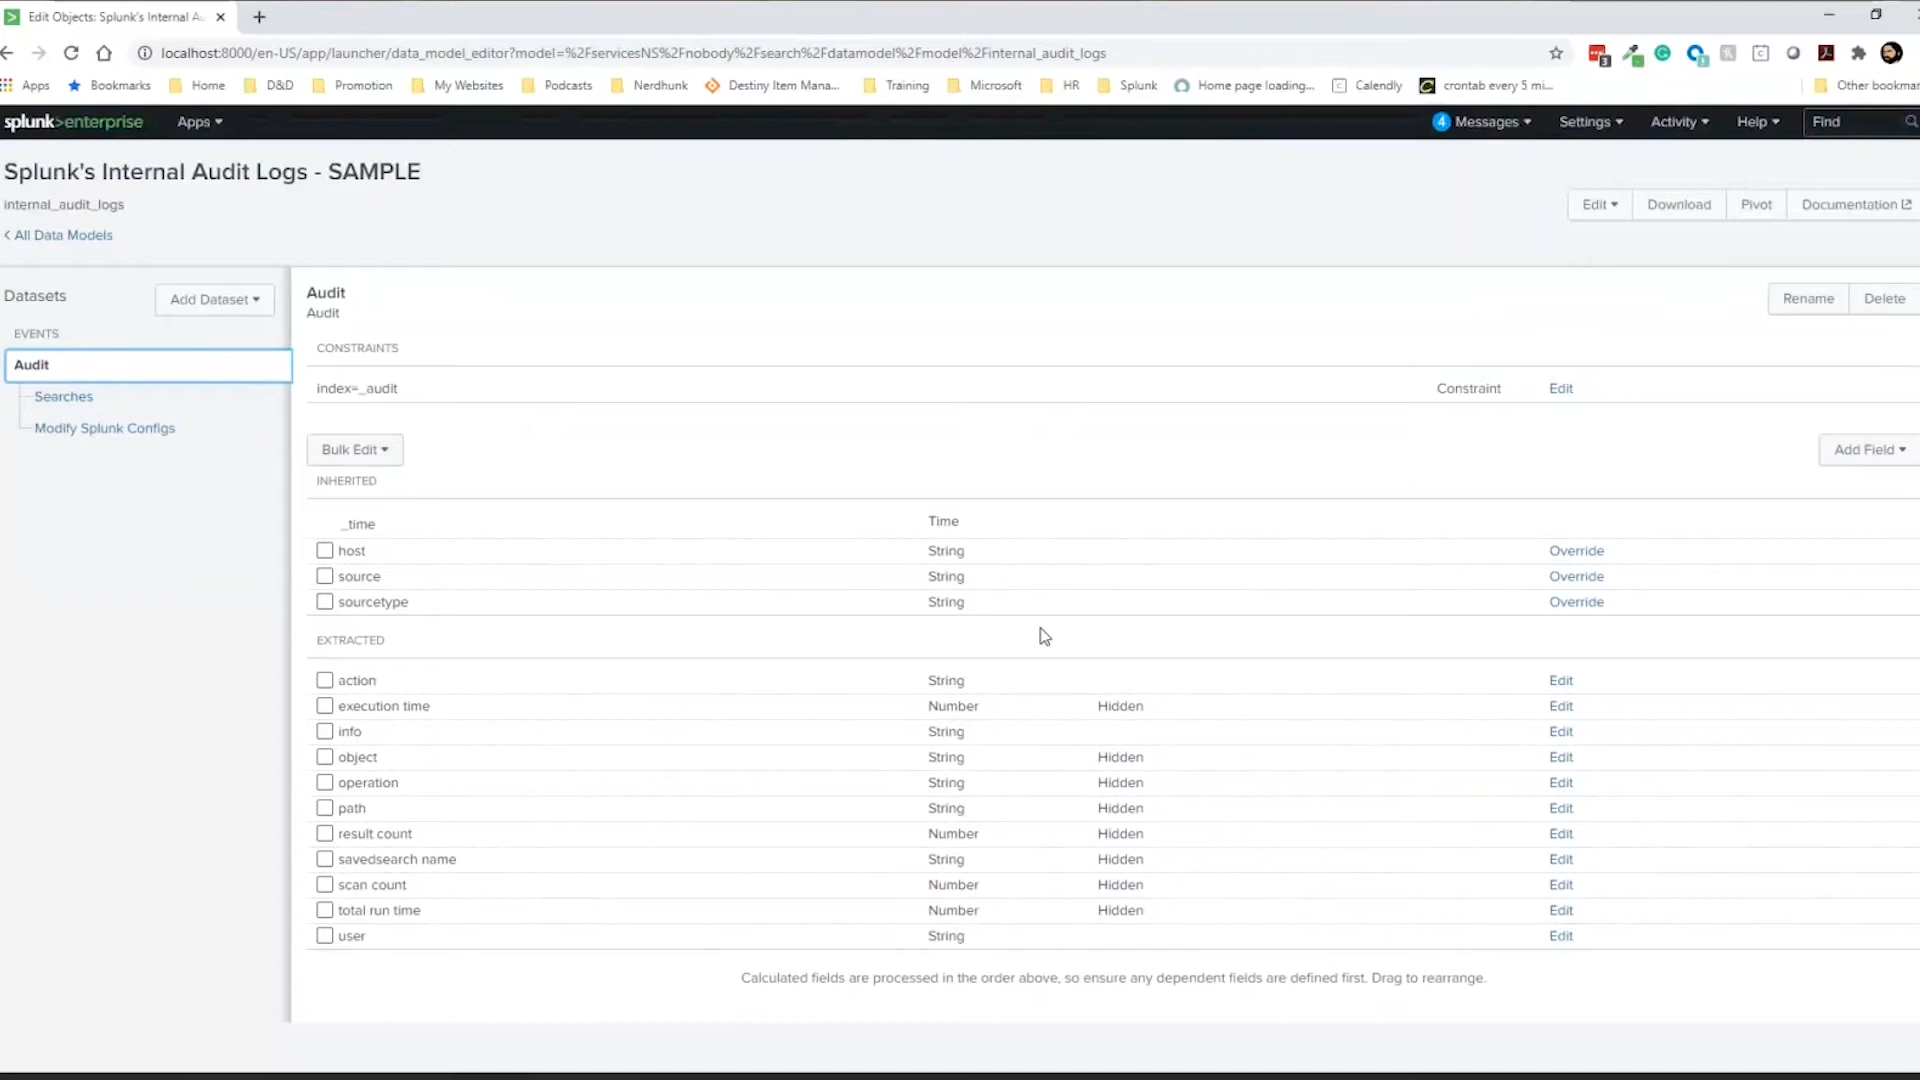 Edit Objects: Splunk's Internal A
localhost:8000/en-US/app/launcher/data_model_editor?model=%2FservicesNS%2Fnobody%2Fsearch%2Fdatamodel%2Fmodel%2Finternal_audit_logs
3
Apps Bookmarks Home D&D Promotion My Websites Podcasts Nerdhunk Destiny Item Mana... Training Microsoft HR Splunk Home page loading... Calendly crontab every 5 mi... Other bookmar
splunk>enterprise Apps 4 Messages Settings Activity Help Find
Splunk's Internal Audit Logs - SAMPLE
internal_audit_logs
Edit Download Pivot Documentation
< All Data Models
Datasets Add Dataset
EVENTS
Audit
Searches
Modify Splunk Configs
Audit
Audit
Rename Delete
CONSTRAINTS
index=_audit Constraint Edit
Bulk Edit Add Field
INHERITED
_time Time
host String Override
source String Override
sourcetype String Override
EXTRACTED
action String Edit
execution time Number Hidden Edit
info String Edit
object String Hidden Edit
operation String Hidden Edit
path String Hidden Edit
result count Number Hidden Edit
savedsearch name String Hidden Edit
scan count Number Hidden Edit
total run time Number Hidden Edit
user String Edit
Calculated fields are processed in the order above, so ensure any dependent fields are defined first. Drag to rearrange.